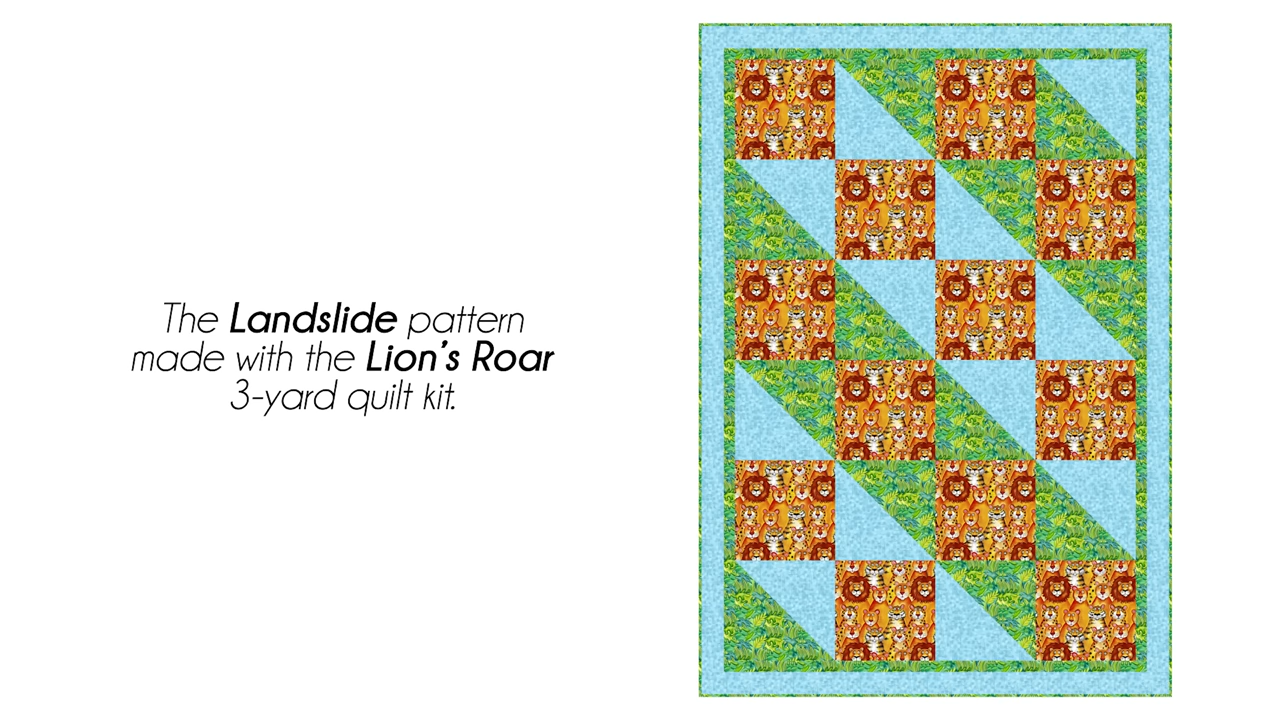 The Landslide pattern
made with the Lion's Roar
3-yard quilt kit.